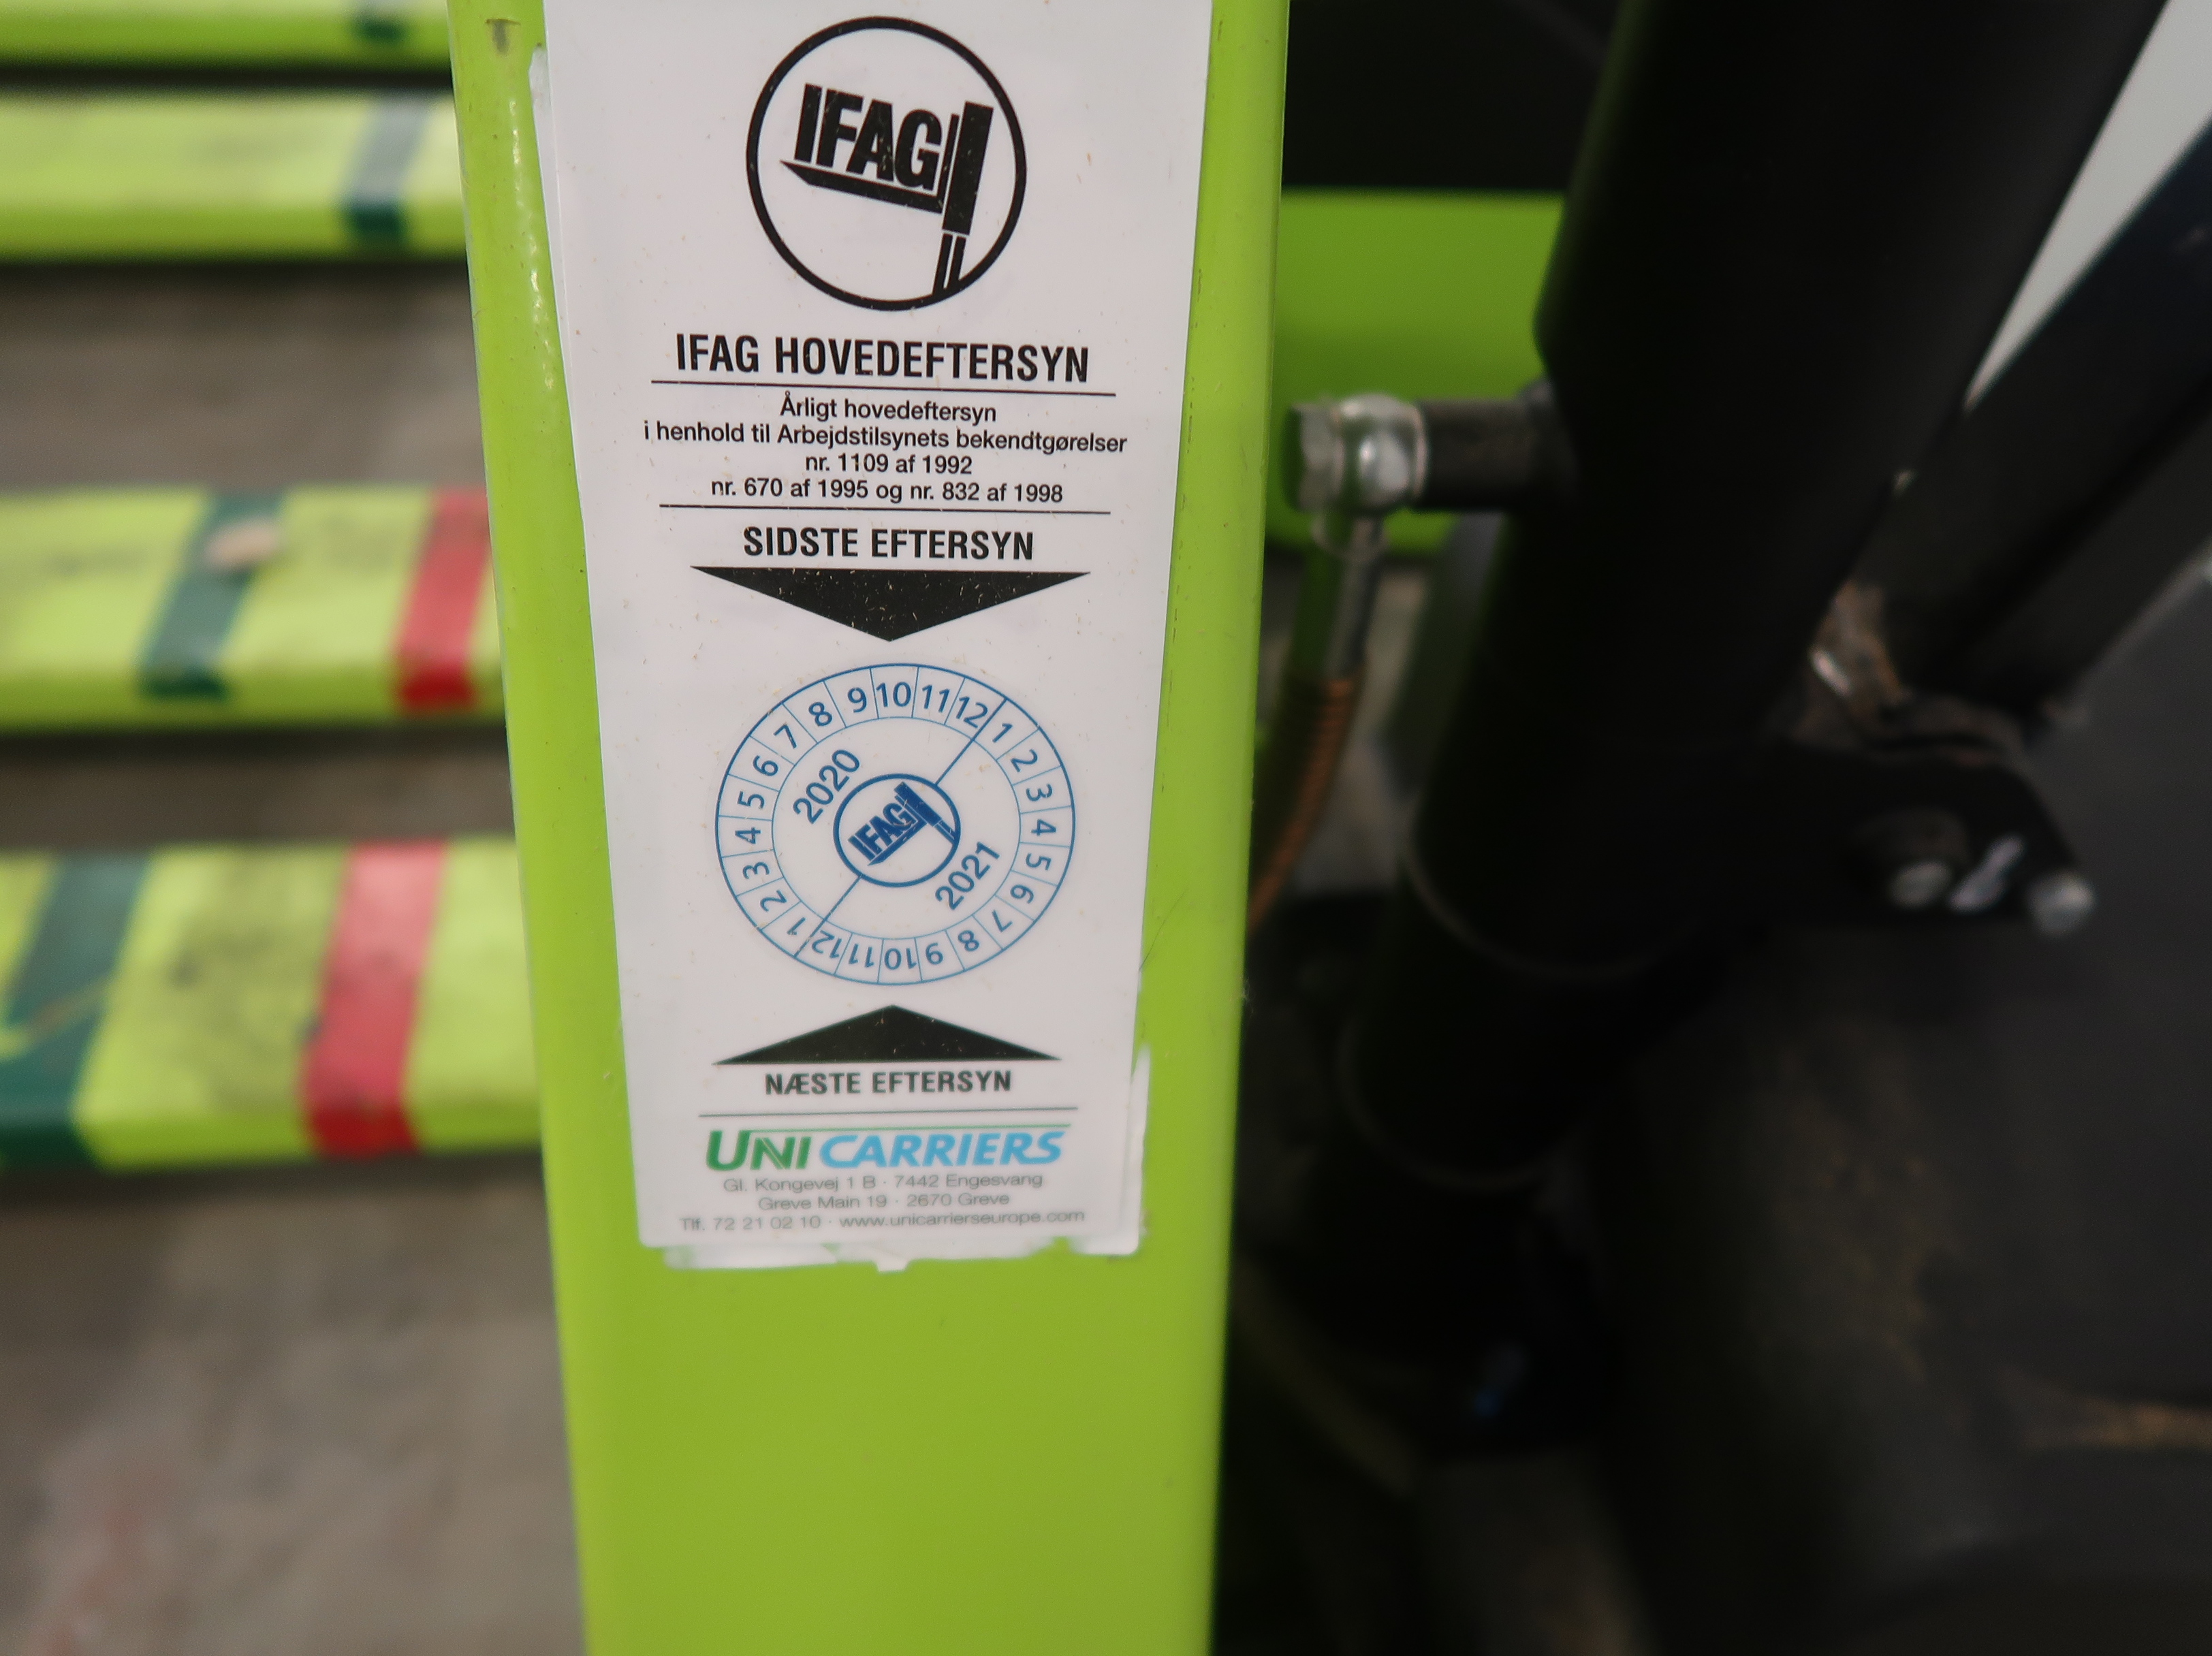 IFAG
IFAG HOVEDEFTERSYN
Årligt hovedeftersyn
i henhold til Arbejdstilsynets bekendtgørelser
nr. 1109 af 1992
nr. 670 af 1995 og nr. 832 af 1998
SIDSTE EFTERSYN
1 2 3 4 5 6 7 8 9 10 11 12
2020
IFAG
2021
1 2 3 4 5 6 7 8 9 10 11 12
NÆSTE EFTERSYN
UNICARRIERS
Gl. Kongevej 1 B · 7442 Engesvang
Greve Main 19 · 2670 Greve
Tlf. 72 21 02 10 · www.unicarrierseurope.com